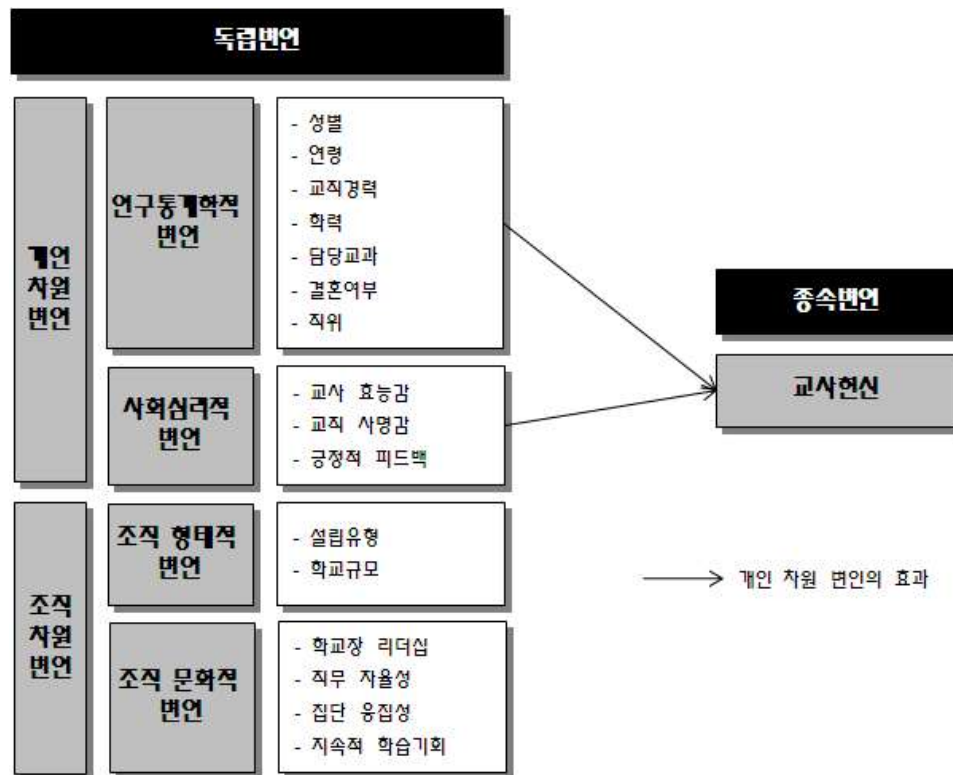 독립변인
개인
차원
변인
인구통계학적
변인
- 성별
- 연령
- 교직경력
- 학력
- 담당교과
- 결혼여부
- 직위
사회심리적
변인
- 교사 효능감
- 교직 사명감
- 긍정적 피드백
종속변인
교사헌신
조직
차원
변인
조직 형태적
변인
- 설립유형
- 학교규모
조직 문화적
변인
- 학교장 리더십
- 직무 자율성
- 집단 응집성
- 지속적 학습기회
개인 차원 변인의 효과